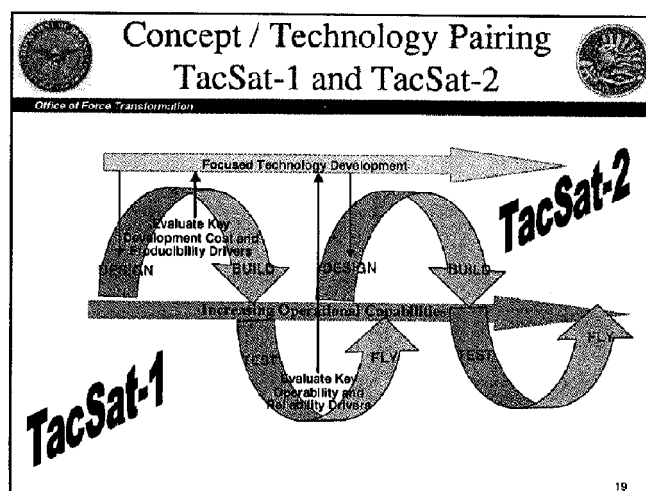 Concept / Technology Pairing
TacSat-1 and TacSat-2
Office of Force Transformation
Focused Technology Development
TacSat-2
Evaluate Key
Development Cost and
Producibility Drivers
DESIGN
BUILD
DESIGN
BUILD
Increasing Operational Capabilities
TEST
FLY
TEST
FLY
Evaluate Key
Operability and
Reliability Drivers
TacSat-1
19